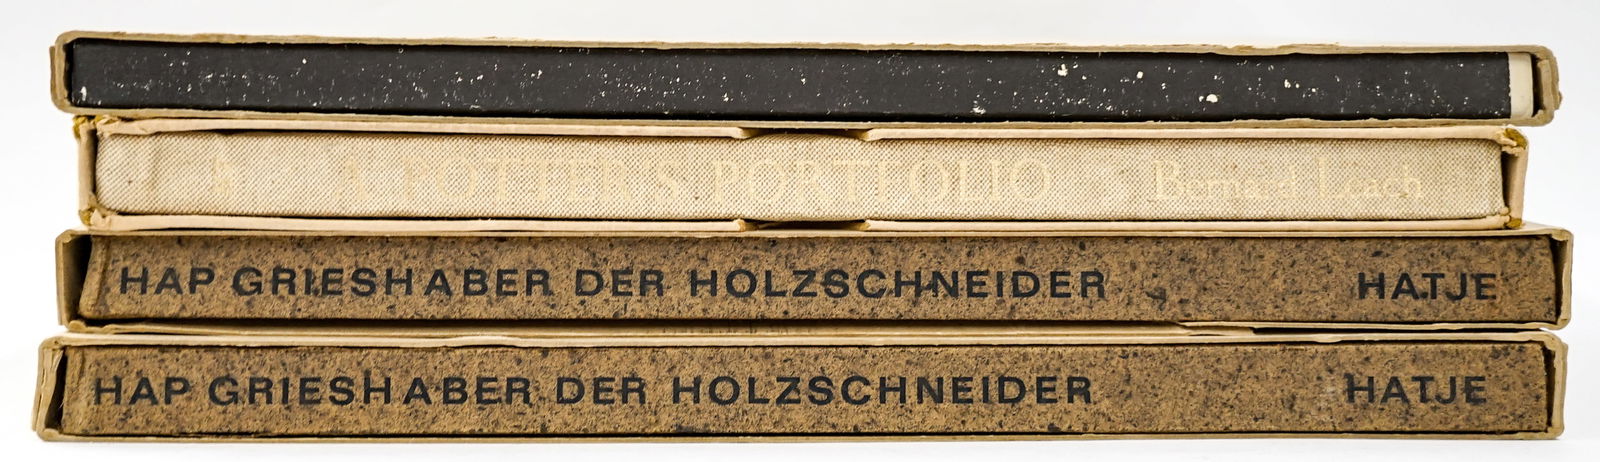 A POTTER'S PORTFOLIO Bernard Leach
HAP GRIESHABER DER HOLZSCHNEIDER HATJE
HAP GRIESHABER DER HOLZSCHNEIDER HATJE